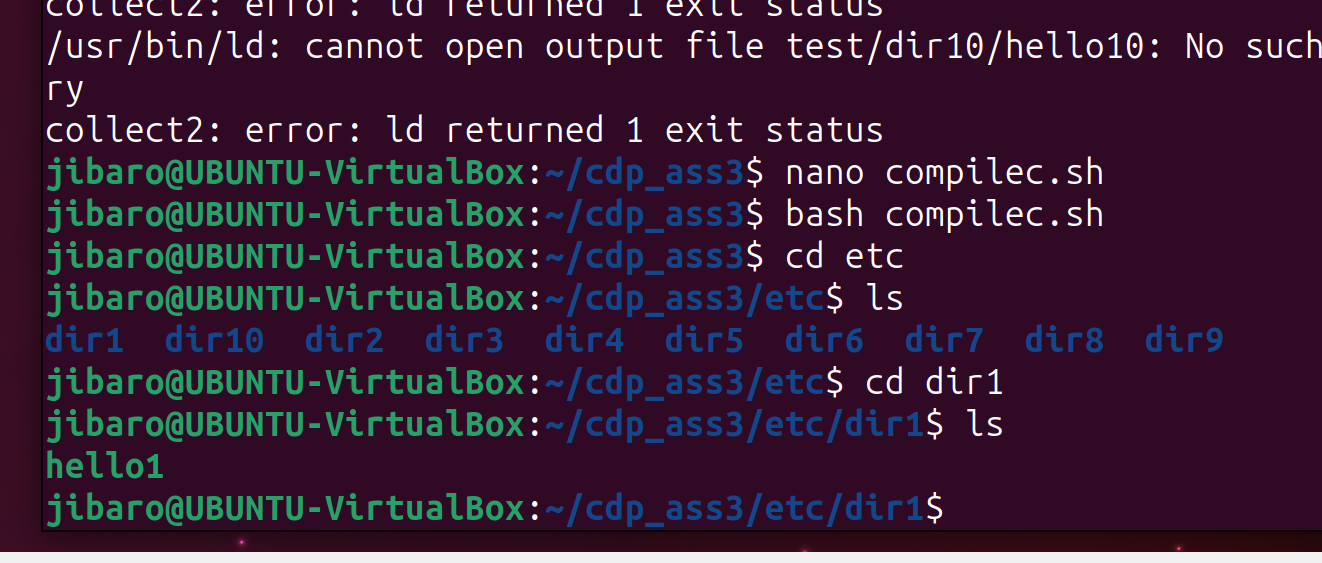 collect2: error: ld returned 1 exit status
/usr/bin/ld: cannot open output file test/dir10/hello10: No such
ry
collect2: error: ld returned 1 exit status
jibaro@UBUNTU-VirtualBox:~/cdp_ass3$ nano compilec.sh
jibaro@UBUNTU-VirtualBox:~/cdp_ass3$ bash compilec.sh
jibaro@UBUNTU-VirtualBox:~/cdp_ass3$ cd etc
jibaro@UBUNTU-VirtualBox:~/cdp_ass3/etc$ ls
dir1  dir10  dir2  dir3  dir4  dir5  dir6  dir7  dir8  dir9
jibaro@UBUNTU-VirtualBox:~/cdp_ass3/etc$ cd dir1
jibaro@UBUNTU-VirtualBox:~/cdp_ass3/etc/dir1$ ls
hello1
jibaro@UBUNTU-VirtualBox:~/cdp_ass3/etc/dir1$